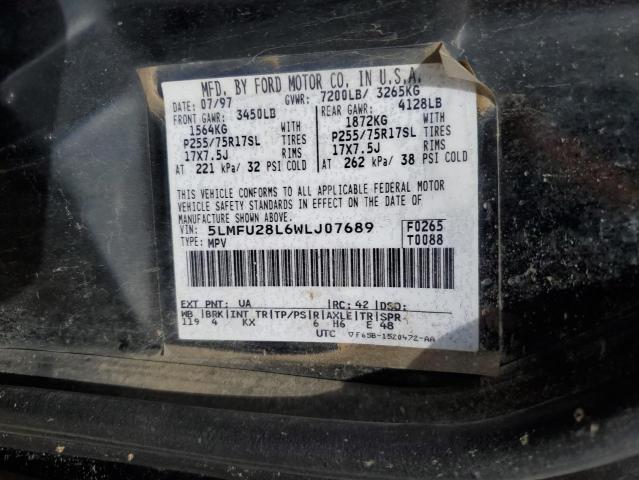 MFD. BY FORD MOTOR CO. IN U.S.A.
DATE: 07/97 GVWR: 7200LB/ 3265KG
FRONT GAWR: 3450LB REAR GAWR: 4128LB
1564KG WITH 1872KG WITH
P255/75R17SL TIRES P255/75R17SL TIRES
17X7.5J RIMS 17X7.5J RIMS
AT 221 kPa/ 32 PSI COLD AT 262 kPa/ 38 PSI COLD
THIS VEHICLE CONFORMS TO ALL APPLICABLE FEDERAL MOTOR
VEHICLE SAFETY STANDARDS IN EFFECT ON THE DATE OF
MANUFACTURE SHOWN ABOVE.
VIN: 5LMFU28L6WLJ07689 F0265
TYPE: MPV T0088
EXT PNT: UA RC: 42 DSO:
WB BRK INT TR TP/PS R AXLE TR SPR
119 4 KX 6 H6 E 48
UTC ▽F65B-1520472-AA